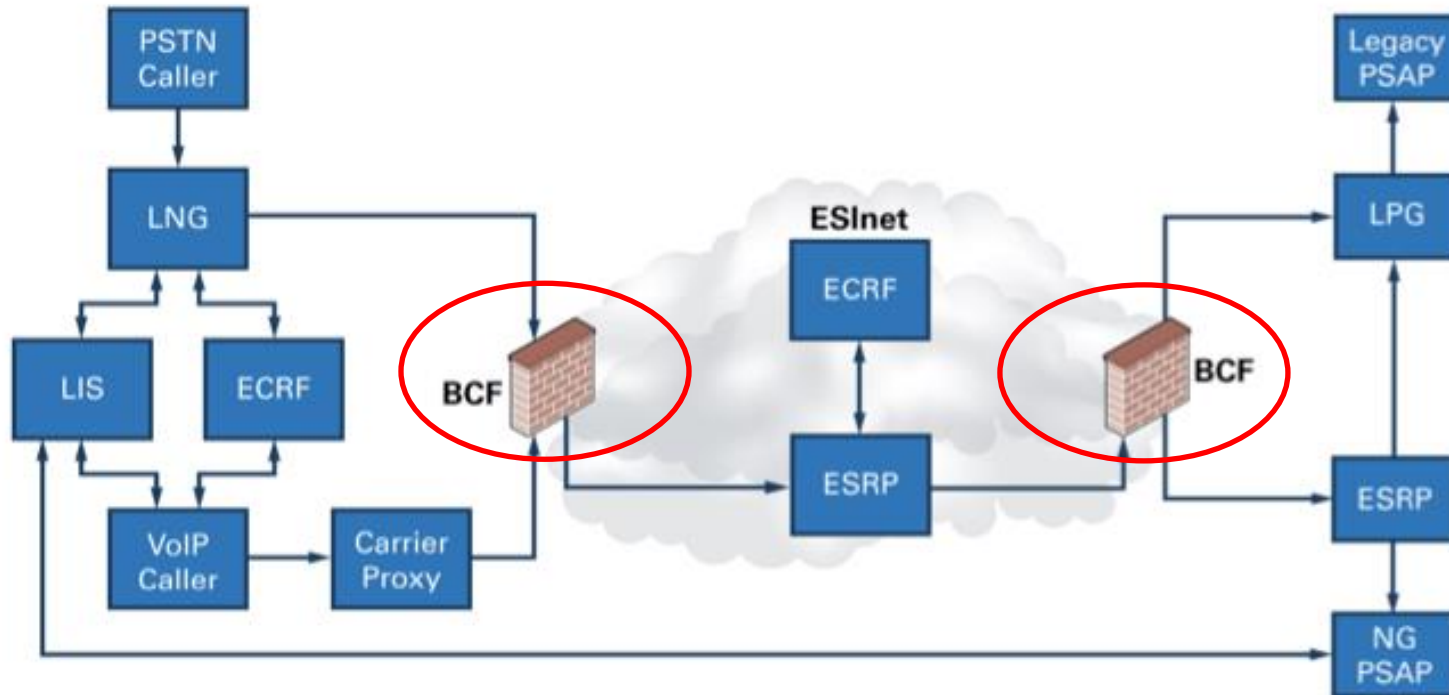 PSTN
Caller
Legacy
PSAP
LNG
ESInet
LPG
ECRF
LIS
ECRF
BCF
BCF
ESRP
ESRP
VoIP
Caller
Carrier
Proxy
NG
PSAP